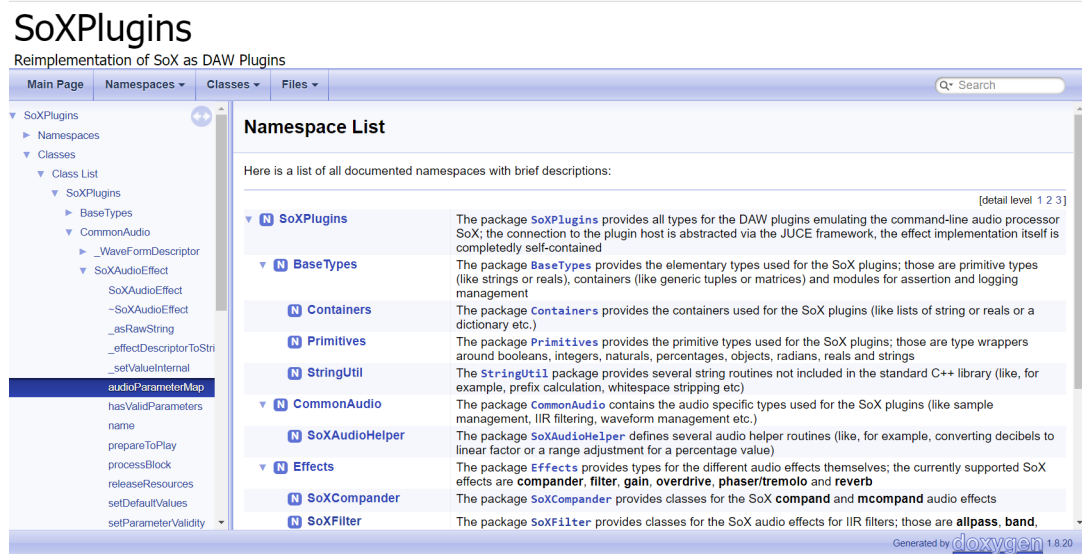 SoXPlugins
Reimplementation of SoX as DAW Plugins
Main Page Namespaces Classes Files Search
SoXPlugins
Namespaces
Classes
Class List
SoXPlugins
BaseTypes
CommonAudio
_WaveFormDescriptor
SoXAudioEffect
SoXAudioEffect
~SoXAudioEffect
_asRawString
_effectDescriptorToStri
_setValueInternal
audioParameterMap
hasValidParameters
name
prepareToPlay
processBlock
releaseResources
setDefaultValues
setParameterValidity
Namespace List
Here is a list of all documented namespaces with brief descriptions:
[detail level 1 2 3]
N SoXPlugins The package SoXPlugins provides all types for the DAW plugins emulating the command-line audio processor
SoX; the connection to the plugin host is abstracted via the JUCE framework, the effect implementation itself is
completedly self-contained
N BaseTypes The package BaseTypes provides the elementary types used for the SoX plugins; those are primitive types
(like strings or reals), containers (like generic tuples or matrices) and modules for assertion and logging
management
N Containers The package Containers provides the containers used for the SoX plugins (like lists of string or reals or a
dictionary etc.)
N Primitives The package Primitives provides the primitive types used for the SoX plugins; those are type wrappers
around booleans, integers, naturals, percentages, objects, radians, reals and strings
N StringUtil The StringUtil package provides several string routines not included in the standard C++ library (like, for
example, prefix calculation, whitespace stripping etc)
N CommonAudio The package CommonAudio contains the audio specific types used for the SoX plugins (like sample
management, IIR filtering, waveform management etc.)
N SoXAudioHelper The package SoXAudioHelper defines several audio helper routines (like, for example, converting decibels to
linear factor or a range adjustment for a percentage value)
N Effects The package Effects provides types for the different audio effects themselves; the currently supported SoX
effects are compander, filter, gain, overdrive, phaser/tremolo and reverb
N SoXCompander The package SoXCompander provides classes for the SoX compand and mcompand audio effects
N SoXFilter The package SoXFilter provides classes for the SoX audio effects for IIR filters; those are allpass, band,
Generated by doxygen 1.8.20